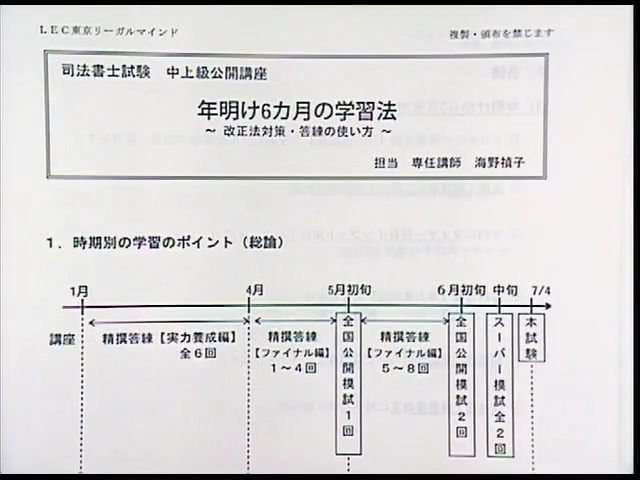 LEC東京リーガルマインド
複製・頒布を禁じます
司法書士試験 中上級公開講座
年明け6カ月の学習法
~ 改正法対策・答練の使い方 ~
担当 専任講師 海野禎子
1.時期別の学習のポイント(総論)
1月 4月 5月初旬 6月初旬 中旬 7/4
講座
精撰答練【実力養成編】
全6回
精撰答練
【ファイナル編】
1~4回
全国公開模試1回
精撰答練
【ファイナル編】
5~8回
全国公開模試2回
スーパー模試全2回
本試験